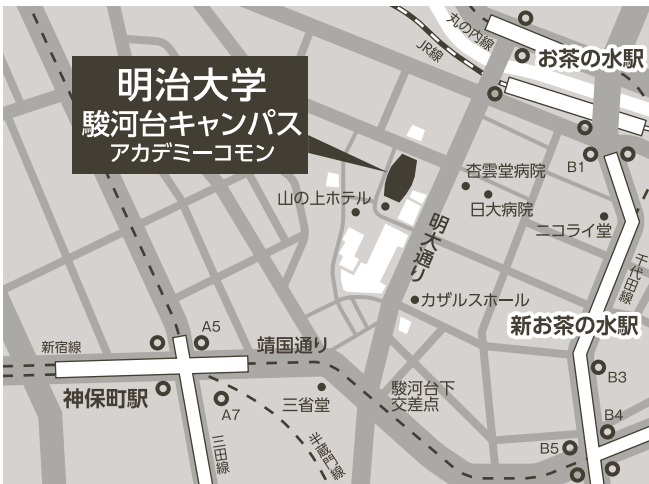 丸の内線
JR線
お茶の水駅
明治大学
駿河台キャンパス
アカデミーコモン
B1
杏雲堂病院
山の上ホテル
日大病院
ニコライ堂
明大通り
千代田線
カザルスホール
新お茶の水駅
A5
新宿線
靖国通り
神保町駅
A7
三省堂
駿河台下
交差点
B3
B4
B5
三田線
半蔵門線